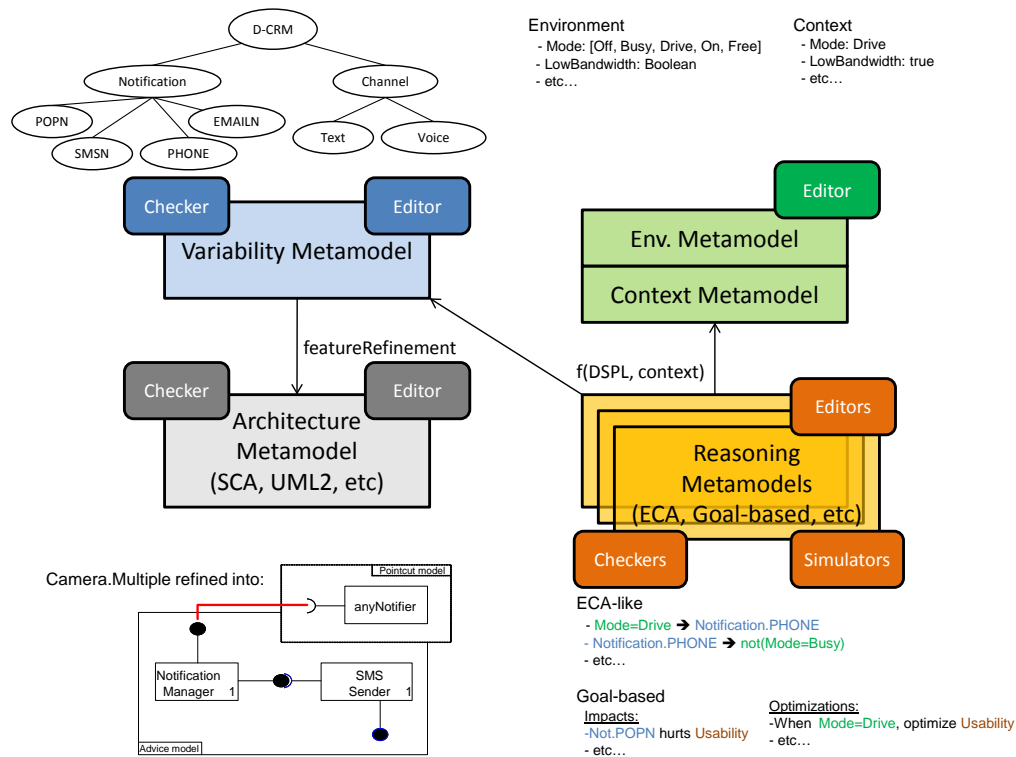 D-CRM
Notification
Channel
POPN
EMAILN
SMSN
PHONE
Text
Voice
Environment
- Mode: [Off, Busy, Drive, On, Free]
- LowBandwidth: Boolean
- etc…
Context
- Mode: Drive
- LowBandwidth: true
- etc…
Checker
Editor
Variability Metamodel
Editor
Env. Metamodel
Context Metamodel
featureRefinement
f(DSPL, context)
Checker
Editor
Architecture
Metamodel
(SCA, UML2, etc)
Editors
Reasoning
Metamodels
(ECA, Goal-based, etc)
Checkers
Simulators
Camera.Multiple refined into:
Pointcut model
anyNotifier
Notification
Manager 1
SMS
Sender 1
Advice model
ECA-like
- Mode=Drive ➔ Notification.PHONE
- Notification.PHONE ➔ not(Mode=Busy)
- etc…
Goal-based
Impacts:
-Not.POPN hurts Usability
- etc…
Optimizations:
-When Mode=Drive, optimize Usability
- etc…